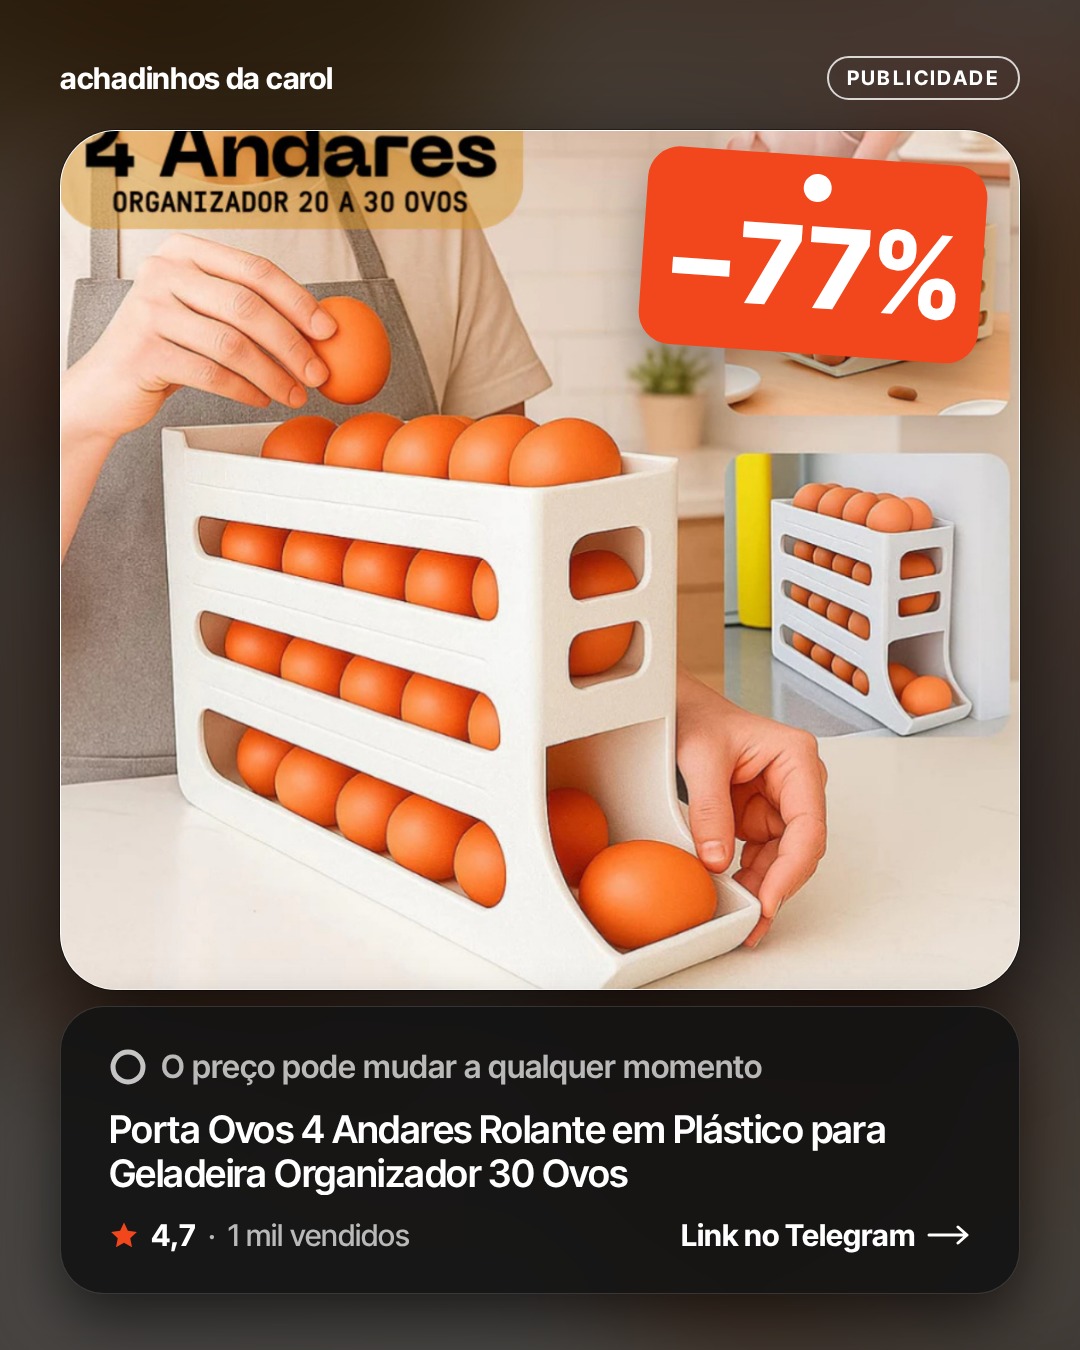 achadinhos da carol
PUBLICIDADE
4 Andares
ORGANIZADOR 20 A 30 OVOS
-77%
O preço pode mudar a qualquer momento
Porta Ovos 4 Andares Rolante em Plástico para
Geladeira Organizador 30 Ovos
4,7 · 1 mil vendidos
Link no Telegram →